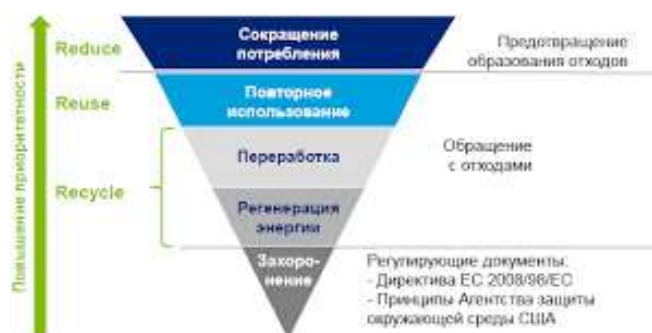 Повышение приоритетности
Reduce
Сокращение
потребления
Предотвращение
образования отходов
Reuse
Повторное
использование
Recycle
Переработка
Обращение
с отходами
Регенерация
энергии
Захоро-
нение
Регулирующие документы:
- Директива ЕС 2008/98/ЕС
- Принципы Агентства защиты
окружающей среды США